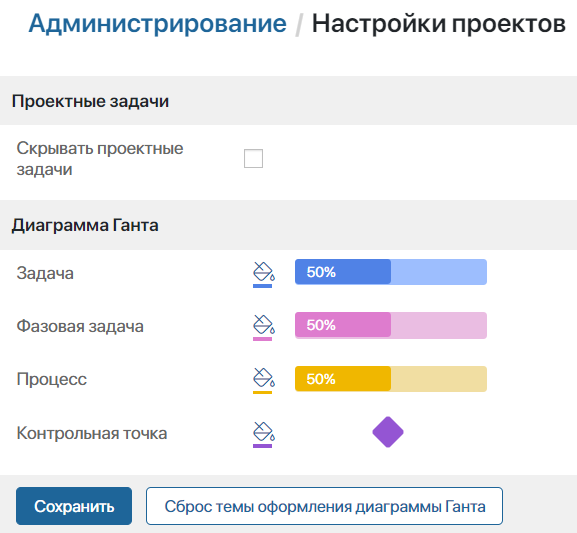 Администрирование / Настройки проектов
Проектные задачи
Скрывать проектные
задачи
Диаграмма Ганта
Задача 50%
Фазовая задача 50%
Процесс 50%
Контрольная точка
Сохранить Сброс темы оформления диаграммы Ганта